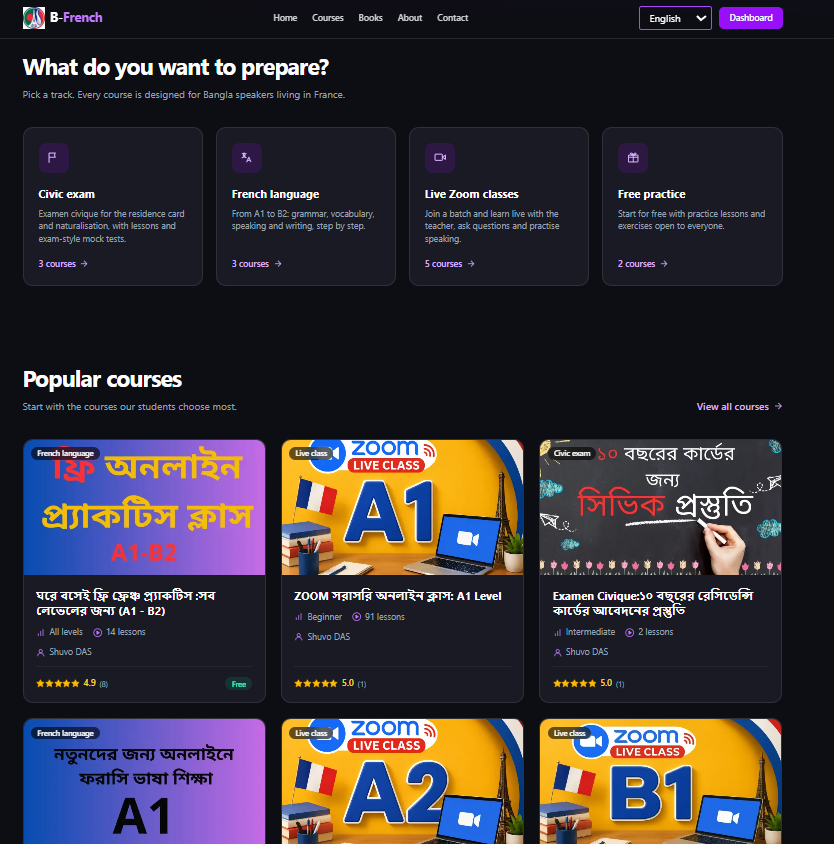 B-French
Home
Courses
Books
About
Contact
English
Dashboard
What do you want to prepare?
Pick a track. Every course is designed for Bangla speakers living in France.
Civic exam
Examen civique for the residence card
and naturalisation, with lessons and
exam-style mock tests.
3 courses →
French language
From A1 to B2: grammar, vocabulary,
speaking and writing, step by step.
3 courses →
Live Zoom classes
Join a batch and learn live with the
teacher, ask questions and practise
speaking.
5 courses →
Free practice
Start for free with practice lessons and
exercises open to everyone.
2 courses →
Popular courses
Start with the courses our students choose most.
View all courses →
French language
ফ্রি অনলাইন
প্র্যাকটিস ক্লাস
A1-B2
ঘরে বসেই ফ্রি ফ্রেঞ্চ প্র্যাকটিস :সব
লেভেলের জন্য (A1 - B2)
All levels
14 lessons
Shuvo DAS
4.9 (8)
Free
Live class
zoom
LIVE CLASS
A1
ZOOM সরাসরি অনলাইন ক্লাস: A1 Level
Beginner
91 lessons
Shuvo DAS
5.0 (1)
Civic exam
১০ বছরের কার্ডের
জন্য
সিভিক প্রস্তুতি
Examen Civique:১০ বছরের রেসিডেন্সি
কার্ডের আবেদনের প্রস্তুতি
Intermediate
2 lessons
Shuvo DAS
5.0 (1)
French language
নতুনদের জন্য অনলাইনে
ফরাসি ভাষা শিক্ষা
A1
Live class
zoom
LIVE CLASS
A2
Live class
zoom
LIVE CLASS
B1